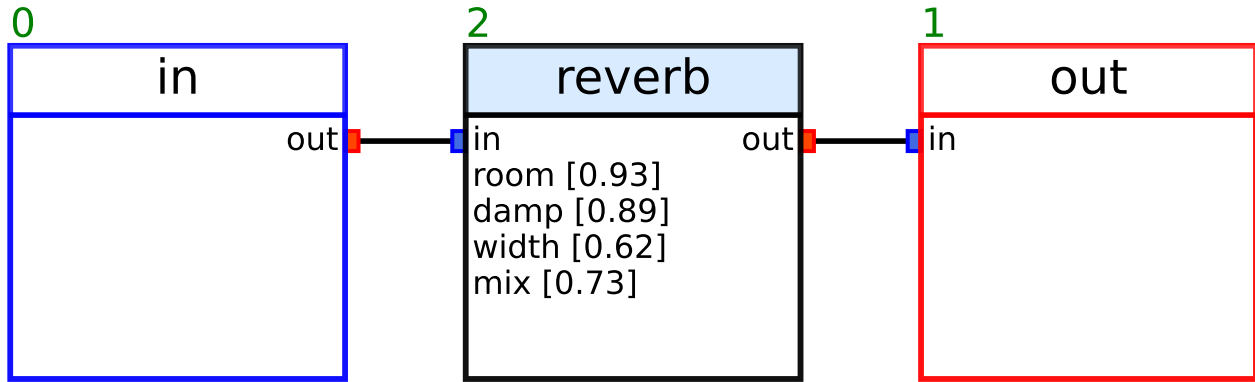 0
in
out
2
reverb
in
out
room [0.93]
damp [0.89]
width [0.62]
mix [0.73]
1
out
in